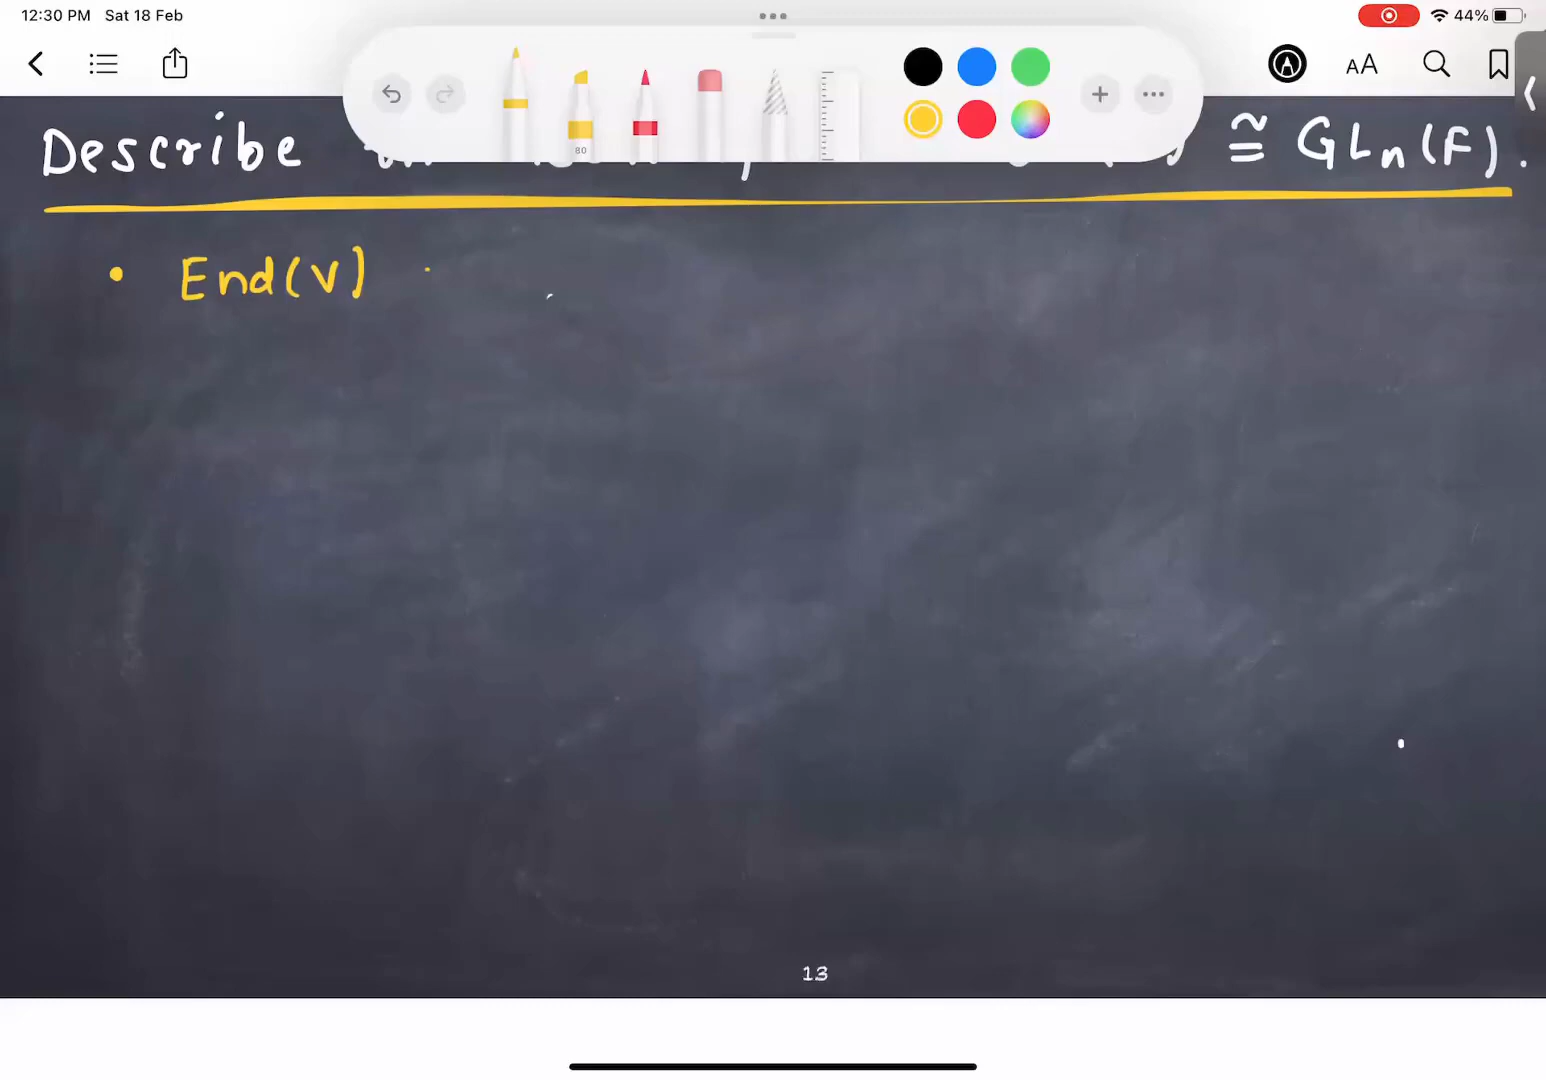 12:30 PM Sat 18 Feb
44%
AA
80
Describe ≅ GLn(F).
• End(V)
13